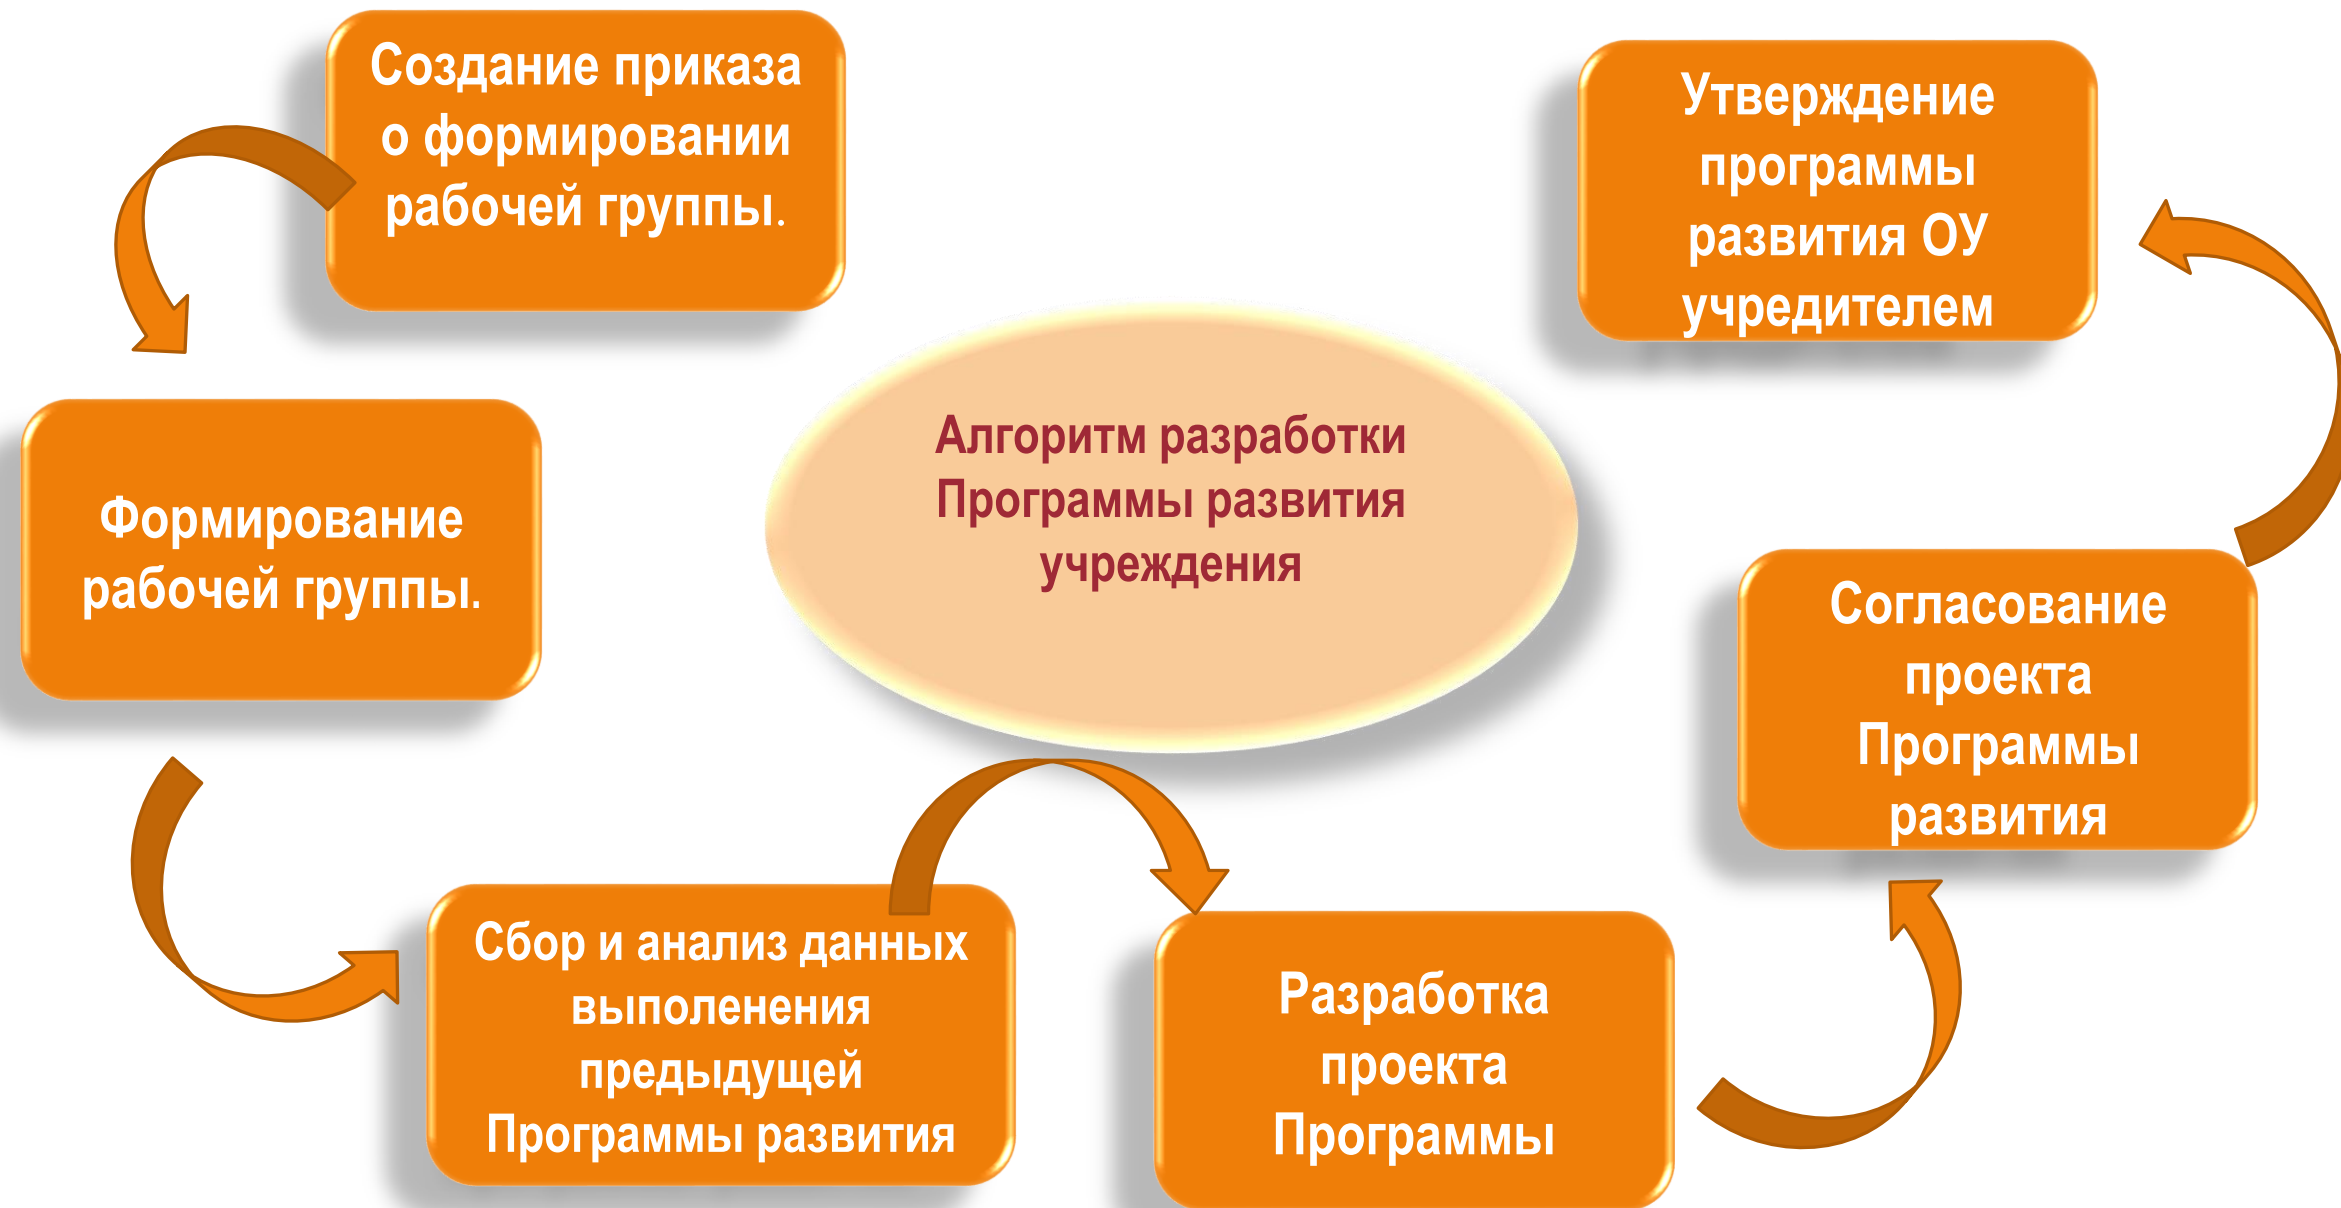 Создание приказа
о формировании
рабочей группы.
Формирование
рабочей группы.
Сбор и анализ данных
выполенения
предыдущей
Программы развития
Разработка
проекта
Программы
Согласование
проекта
Программы
развития
Утверждение
программы
развития ОУ
учредителем
Алгоритм разработки
Программы развития
учреждения